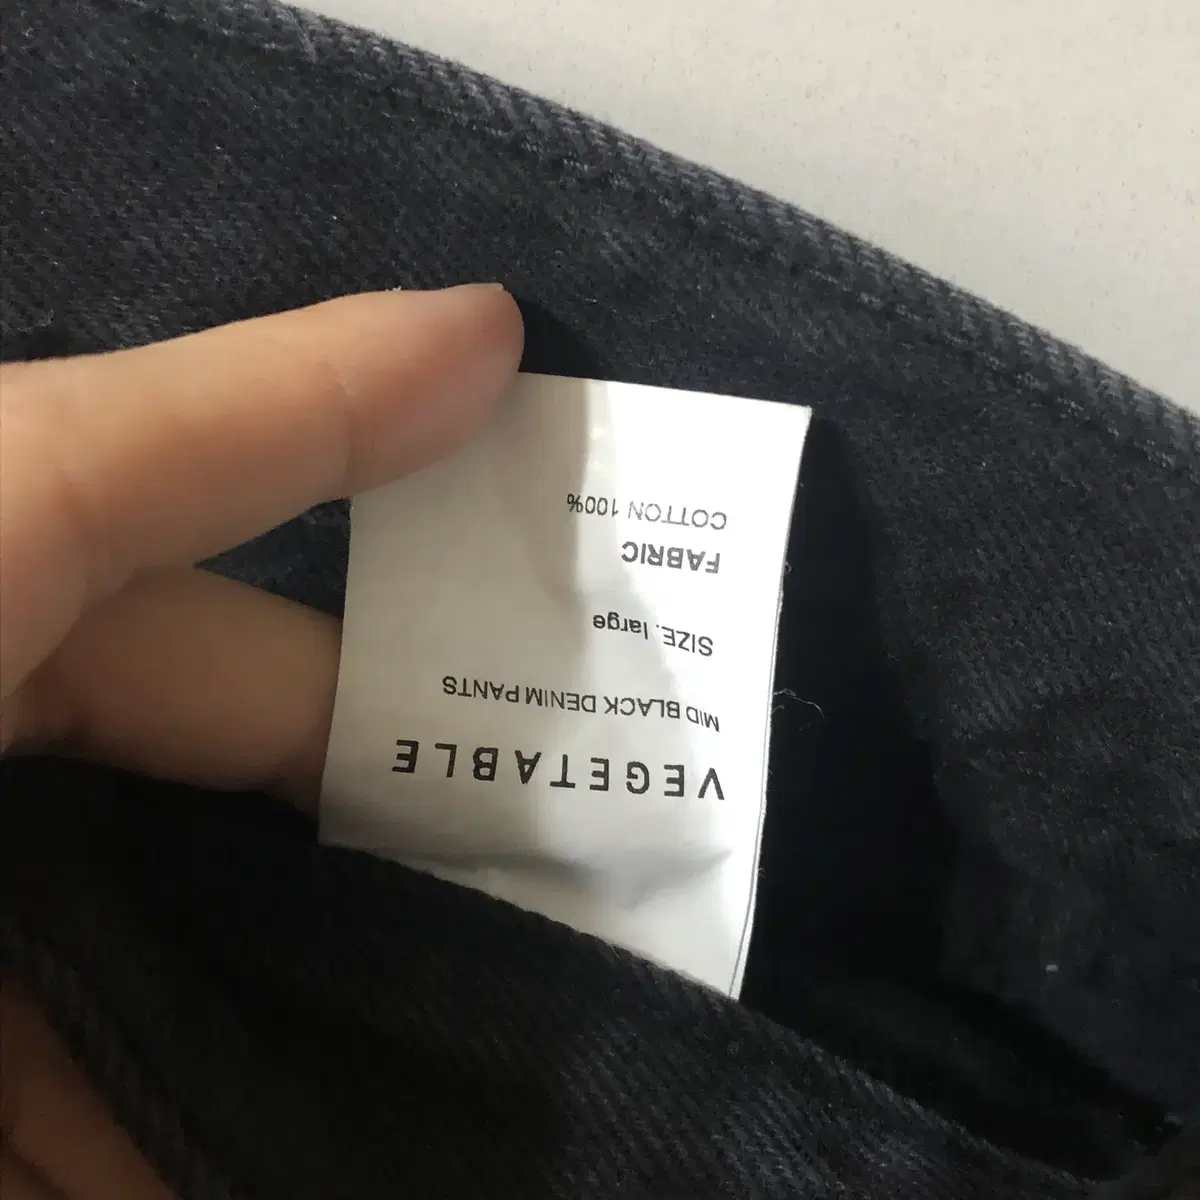 VEGETABLE
MID BLACK DENIM PANTS
SIZE. large
FABRIC
COTTON 100%